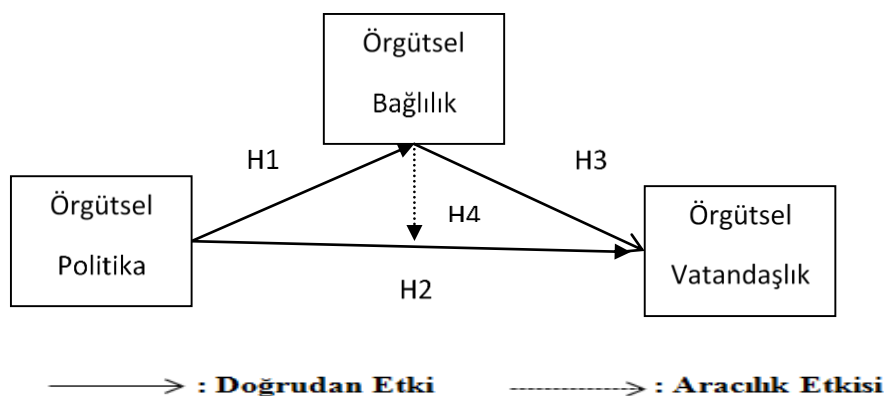 Örgütsel
Bağlılık
H1
H3
Örgütsel
Politika
H4
Örgütsel
Vatandaşlık
H2
: Doğrudan Etki
: Aracılık Etkisi